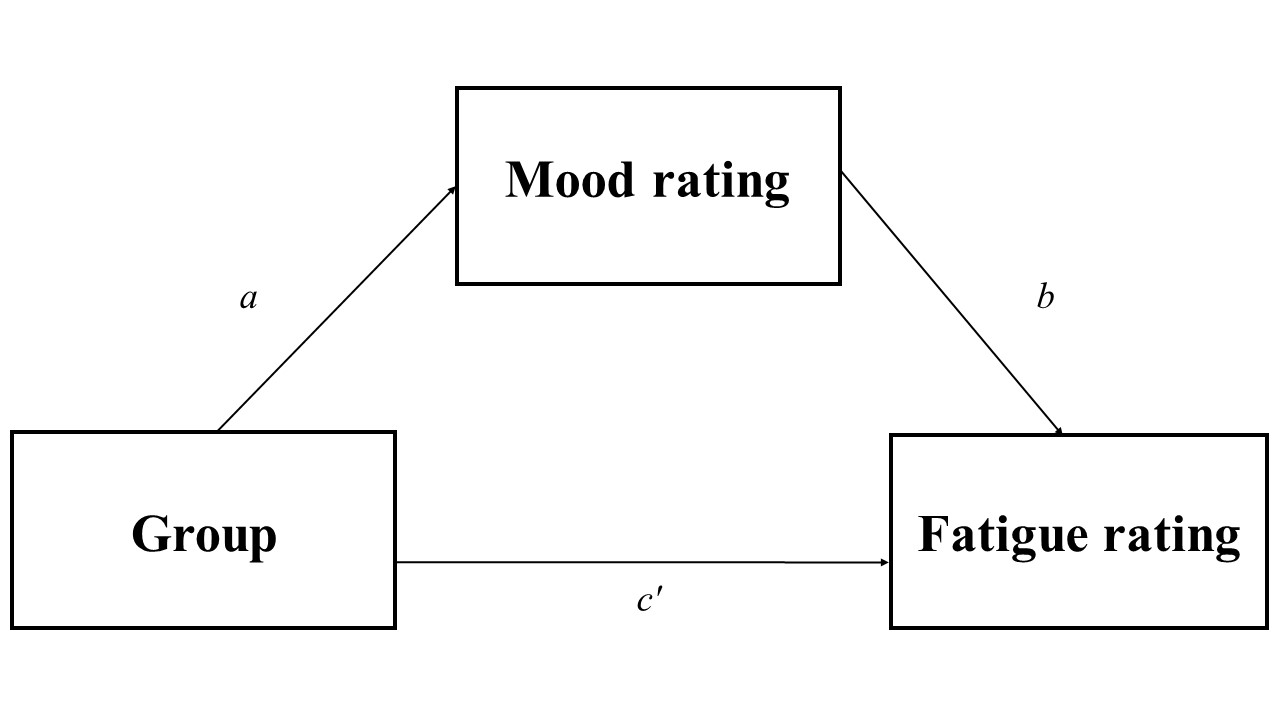 Mood rating
a
b
Group
Fatigue rating
c′